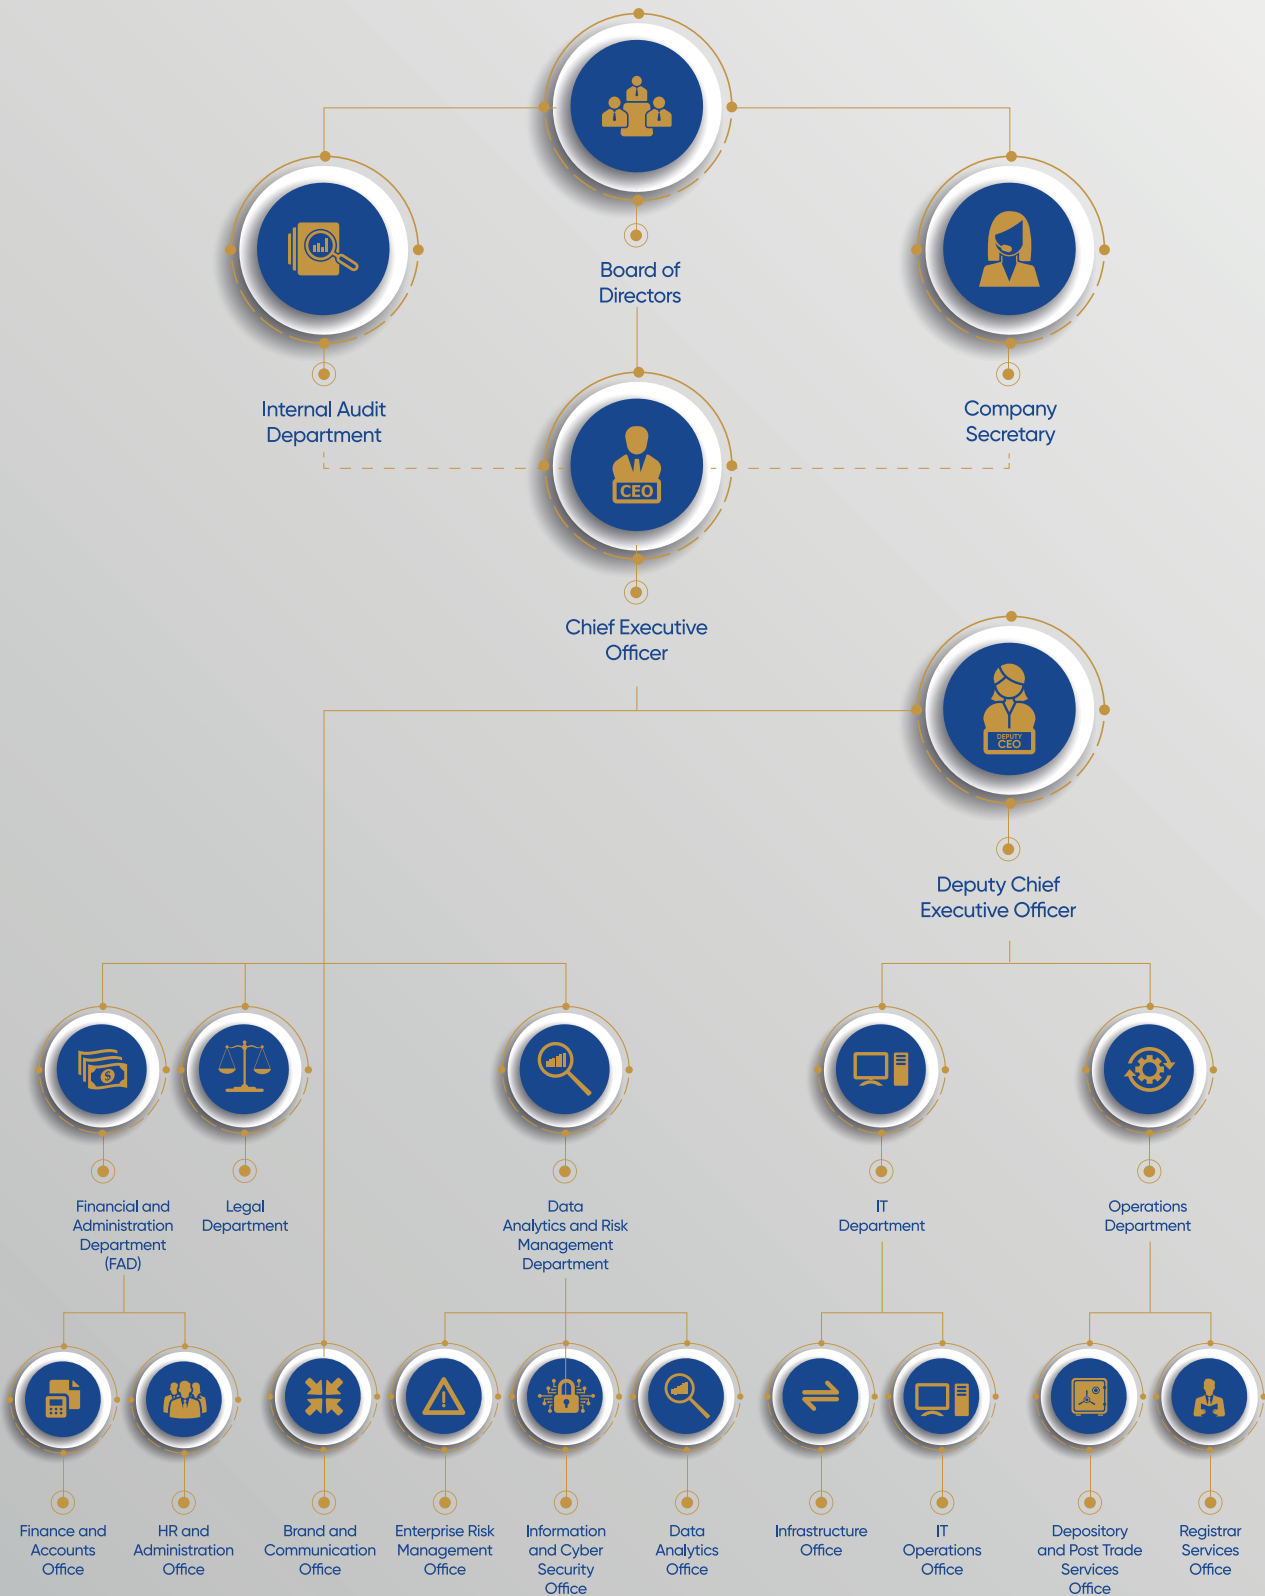 Board of
Directors
Internal Audit
Department
Company
Secretary
CEO
Chief Executive
Officer
DEPUTY
CEO
Deputy Chief
Executive Officer
Financial and
Administration
Department
(FAD)
Legal
Department
Data
Analytics and Risk
Management
Department
IT
Department
Operations
Department
Finance and
Accounts
Office
HR and
Administration
Office
Brand and
Communication
Office
Enterprise Risk
Management
Office
Information
and Cyber
Security
Office
Data
Analytics
Office
Infrastructure
Office
IT
Operations
Office
Depository
and Post Trade
Services
Office
Registrar
Services
Office